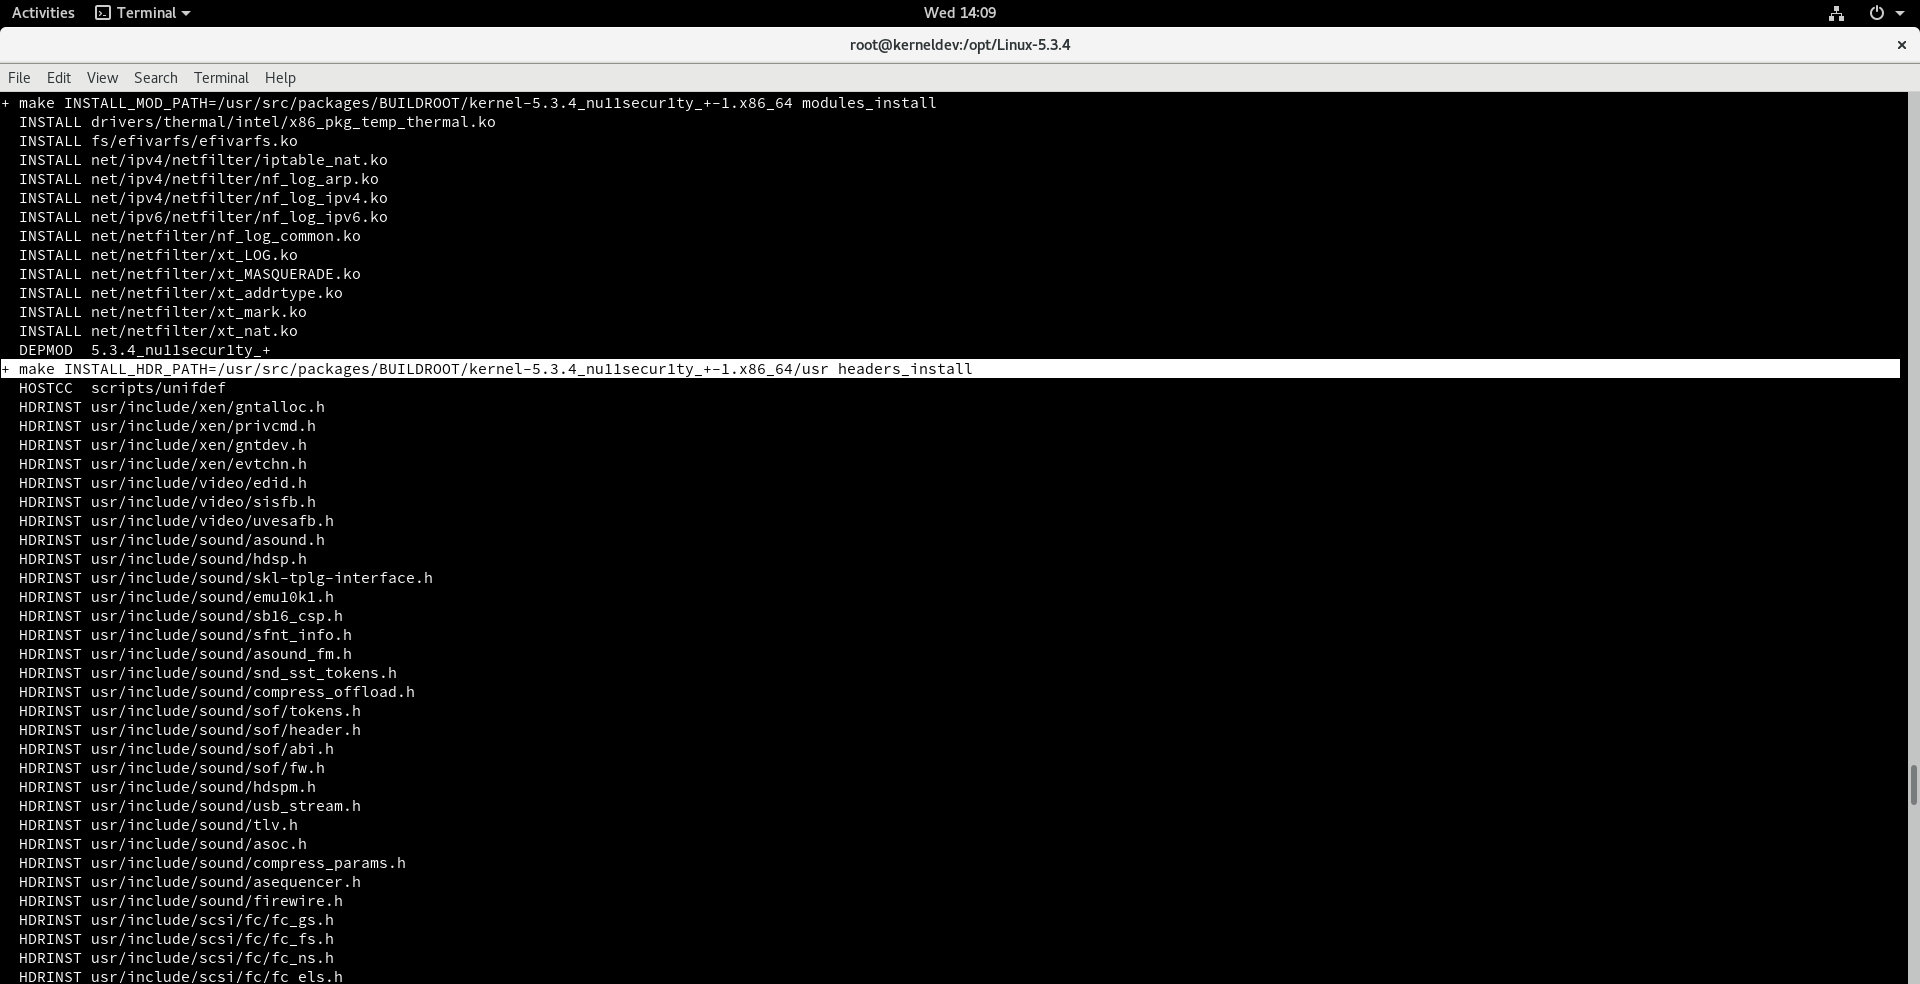 Activities Terminal Wed 14:09
root@kerneldev:/opt/Linux-5.3.4 ×
File Edit View Search Terminal Help
+ make INSTALL_MOD_PATH=/usr/src/packages/BUILDROOT/kernel-5.3.4_nu11secur1ty_+-1.x86_64 modules_install
INSTALL drivers/thermal/intel/x86_pkg_temp_thermal.ko
INSTALL fs/efivarfs/efivarfs.ko
INSTALL net/ipv4/netfilter/iptable_nat.ko
INSTALL net/ipv4/netfilter/nf_log_arp.ko
INSTALL net/ipv4/netfilter/nf_log_ipv4.ko
INSTALL net/ipv6/netfilter/nf_log_ipv6.ko
INSTALL net/netfilter/nf_log_common.ko
INSTALL net/netfilter/xt_LOG.ko
INSTALL net/netfilter/xt_MASQUERADE.ko
INSTALL net/netfilter/xt_addrtype.ko
INSTALL net/netfilter/xt_mark.ko
INSTALL net/netfilter/xt_nat.ko
DEPMOD  5.3.4_nu11secur1ty_+
+ make INSTALL_HDR_PATH=/usr/src/packages/BUILDROOT/kernel-5.3.4_nu11secur1ty_+-1.x86_64/usr headers_install
HOSTCC  scripts/unifdef
HDRINST usr/include/xen/gntalloc.h
HDRINST usr/include/xen/privcmd.h
HDRINST usr/include/xen/gntdev.h
HDRINST usr/include/xen/evtchn.h
HDRINST usr/include/video/edid.h
HDRINST usr/include/video/sisfb.h
HDRINST usr/include/video/uvesafb.h
HDRINST usr/include/sound/asound.h
HDRINST usr/include/sound/hdsp.h
HDRINST usr/include/sound/skl-tplg-interface.h
HDRINST usr/include/sound/emu10k1.h
HDRINST usr/include/sound/sb16_csp.h
HDRINST usr/include/sound/sfnt_info.h
HDRINST usr/include/sound/asound_fm.h
HDRINST usr/include/sound/snd_sst_tokens.h
HDRINST usr/include/sound/compress_offload.h
HDRINST usr/include/sound/sof/tokens.h
HDRINST usr/include/sound/sof/header.h
HDRINST usr/include/sound/sof/abi.h
HDRINST usr/include/sound/sof/fw.h
HDRINST usr/include/sound/hdspm.h
HDRINST usr/include/sound/usb_stream.h
HDRINST usr/include/sound/tlv.h
HDRINST usr/include/sound/asoc.h
HDRINST usr/include/sound/compress_params.h
HDRINST usr/include/sound/asequencer.h
HDRINST usr/include/sound/firewire.h
HDRINST usr/include/scsi/fc/fc_gs.h
HDRINST usr/include/scsi/fc/fc_fs.h
HDRINST usr/include/scsi/fc/fc_ns.h
HDRINST usr/include/scsi/fc/fc_els.h